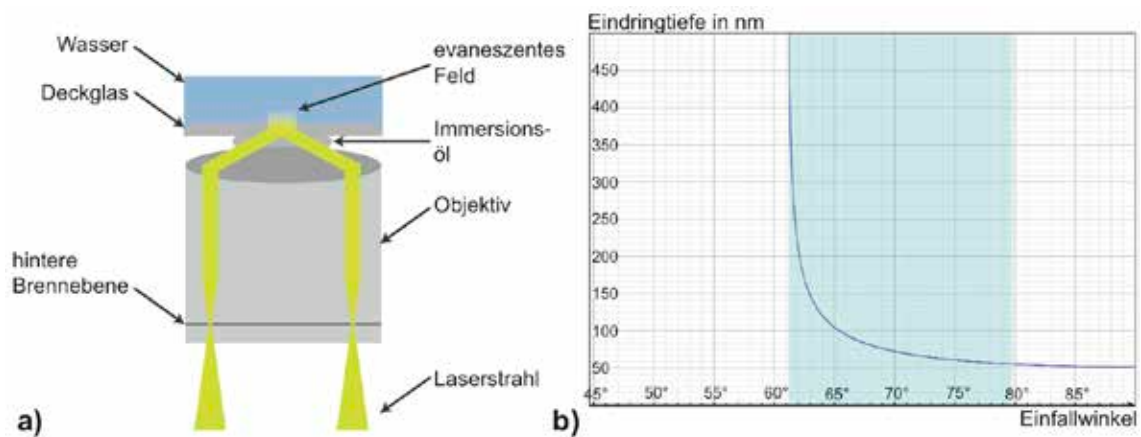 Wasser
Deckglas
hintere
Brennebene
evaneszentes
Feld
Immersions-
öl
Objektiv
Laserstrahl
a)
Eindringtiefe in nm
450
400
350
300
250
200
150
100
50
45° 50° 55° 60° 65° 70° 75° 80° 85°
Einfallwinkel
b)